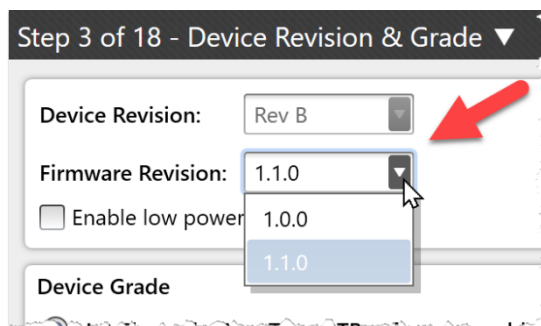 Step 3 of 18 - Device Revision & Grade
Device Revision: Rev B
Firmware Revision: 1.1.0
Enable low power
1.0.0
1.1.0
Device Grade